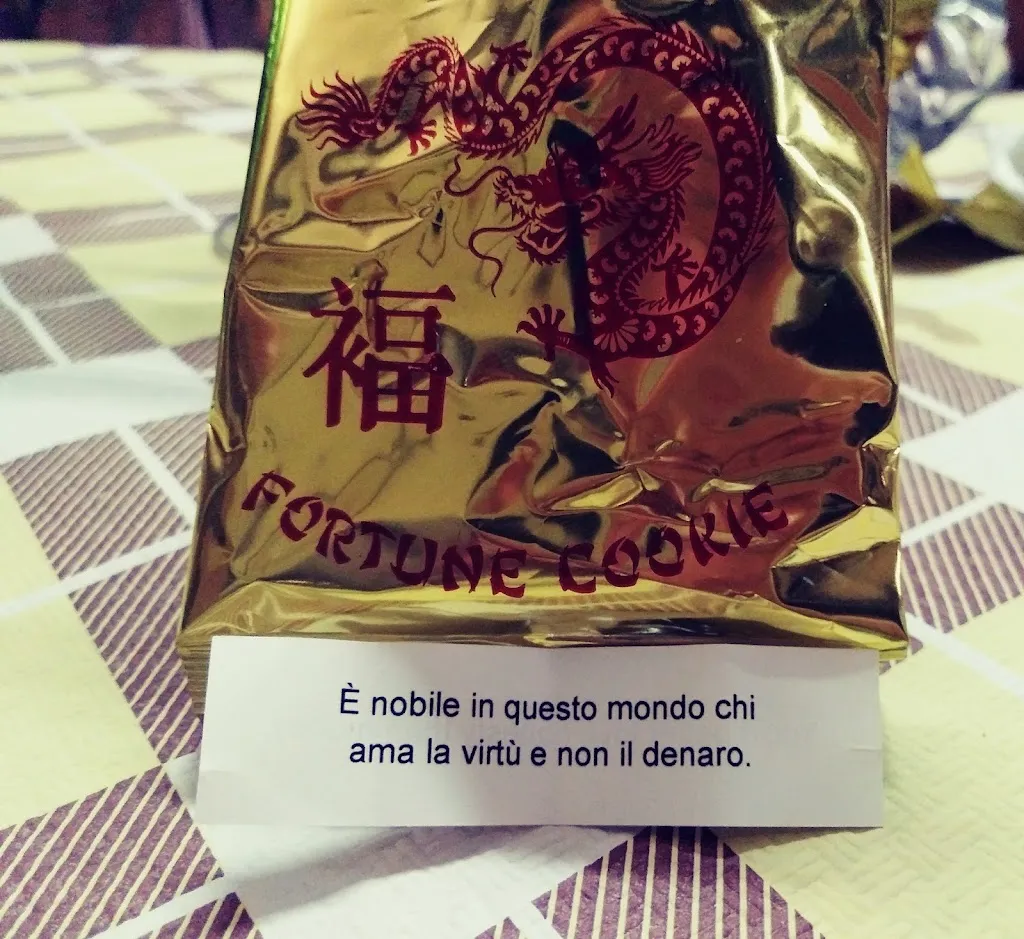 福
FORTUNE COOKIE
È nobile in questo mondo chi
ama la virtù e non il denaro.